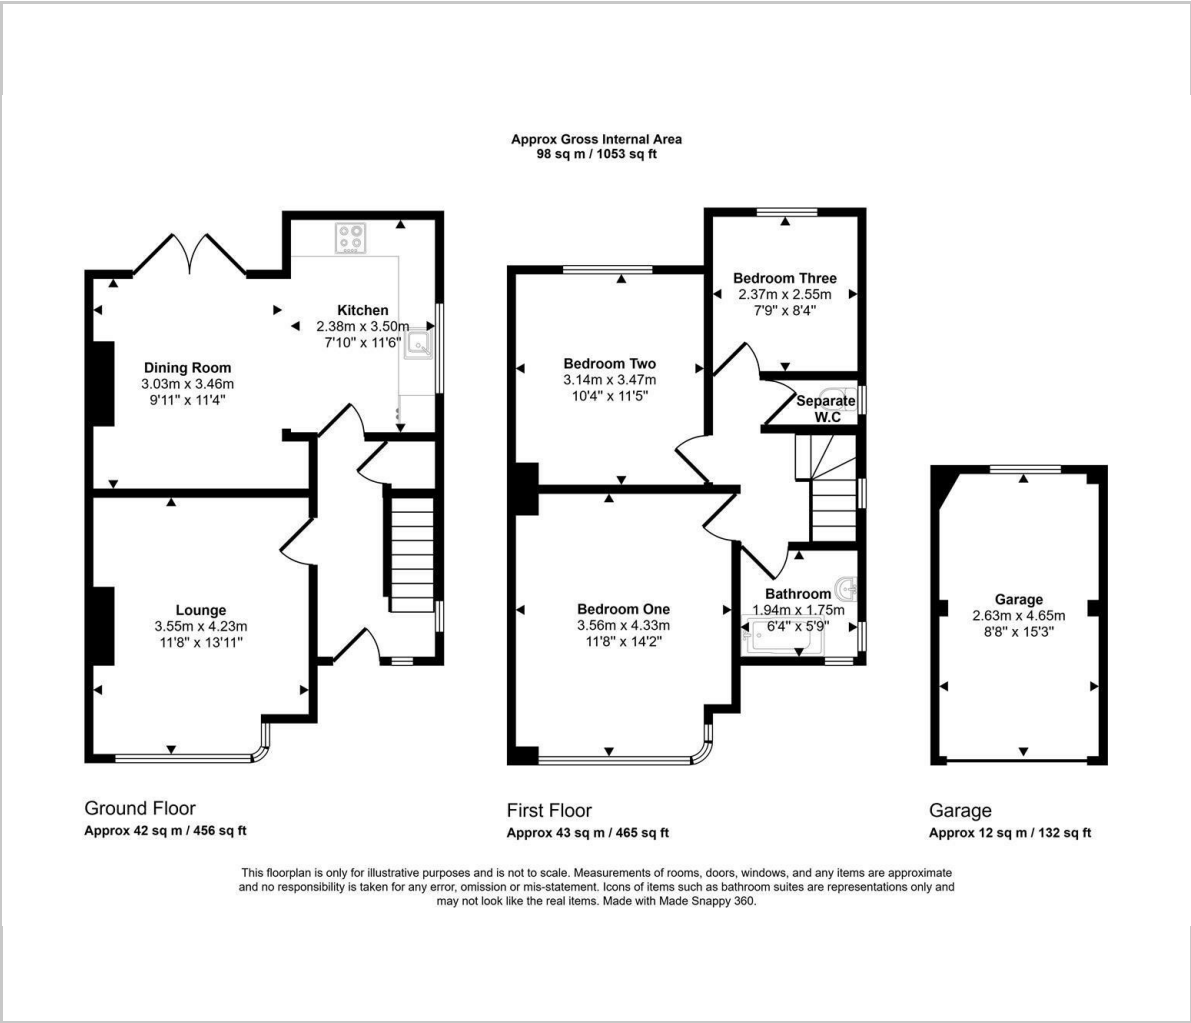 Approx Gross Internal Area
98 sq m / 1053 sq ft
Kitchen
2.38m x 3.50m
7'10" x 11'6"
Dining Room
3.03m x 3.46m
9'11" x 11'4"
Lounge
3.55m x 4.23m
11'8" x 13'11"
Ground Floor
Approx 42 sq m / 456 sq ft
Bedroom Three
2.37m x 2.55m
7'9" x 8'4"
Bedroom Two
3.14m x 3.47m
10'4" x 11'5"
Separate
W.C
Bedroom One
3.56m x 4.33m
11'8" x 14'2"
Bathroom
1.94m x 1.75m
6'4" x 5'9"
First Floor
Approx 43 sq m / 465 sq ft
Garage
2.63m x 4.65m
8'8" x 15'3"
Garage
Approx 12 sq m / 132 sq ft
This floorplan is only for illustrative purposes and is not to scale. Measurements of rooms, doors, windows, and any items are approximate
and no responsibility is taken for any error, omission or mis-statement. Icons of items such as bathroom suites are representations only and
may not look like the real items. Made with Made Snappy 360.